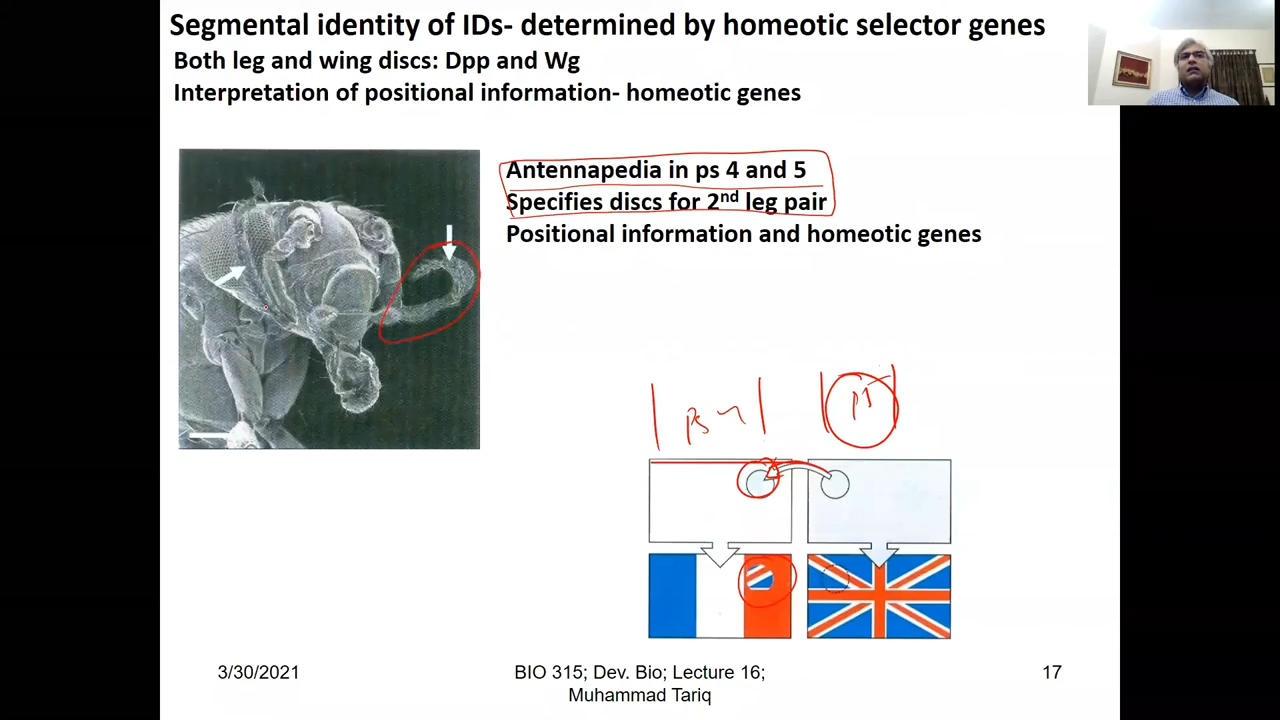 Segmental identity of IDs- determined by homeotic selector genes
Both leg and wing discs: Dpp and Wg
Interpretation of positional information- homeotic genes
Antennapedia in ps 4 and 5
Specifies discs for 2nd leg pair
Positional information and homeotic genes
3/30/2021
BIO 315; Dev. Bio; Lecture 16;
Muhammad Tariq
17